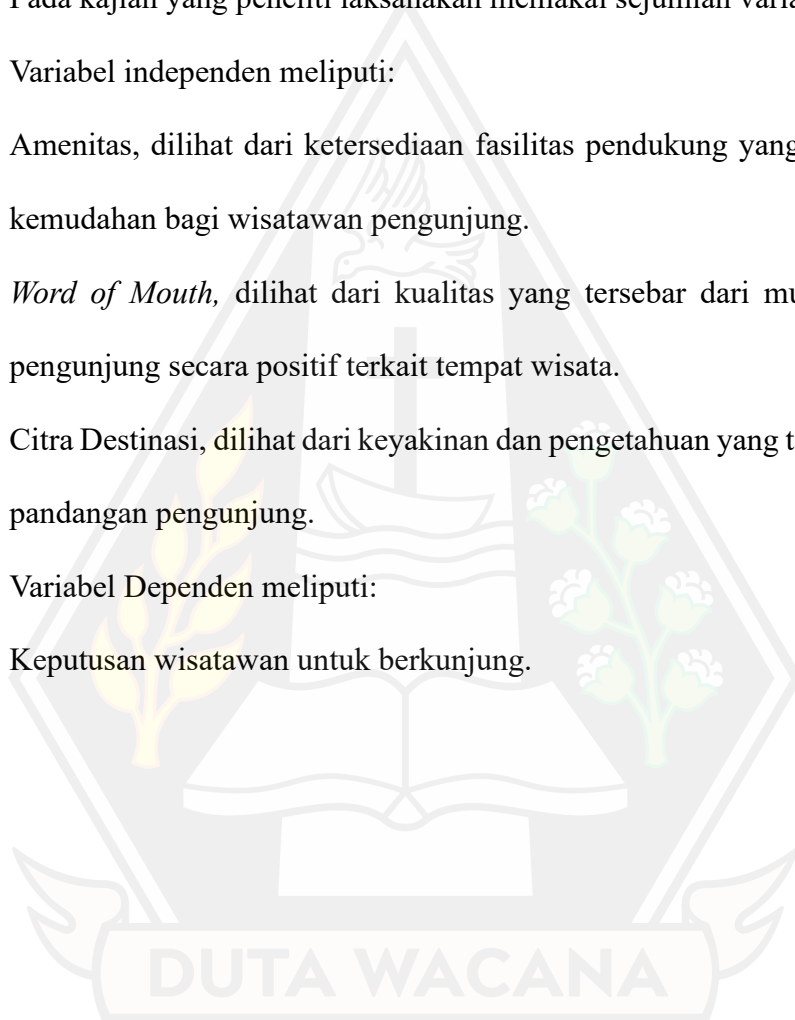 Pada kajian yang peneliti laksanakan memakai sejumlah
Variabel independen meliputi:
Amenitas, dilihat dari ketersediaan fasilitas pendukung yang
kemudahan bagi wisatawan pengunjung.
Word of Mouth, dilihat dari kualitas yang tersebar dari
pengunjung secara positif terkait tempat wisata.
Citra Destinasi, dilihat dari keyakinan dan pengetahuan yang
pandangan pengunjung.
Variabel Dependen meliputi:
Keputusan wisatawan untuk berkunjung.
DUTA WACANA